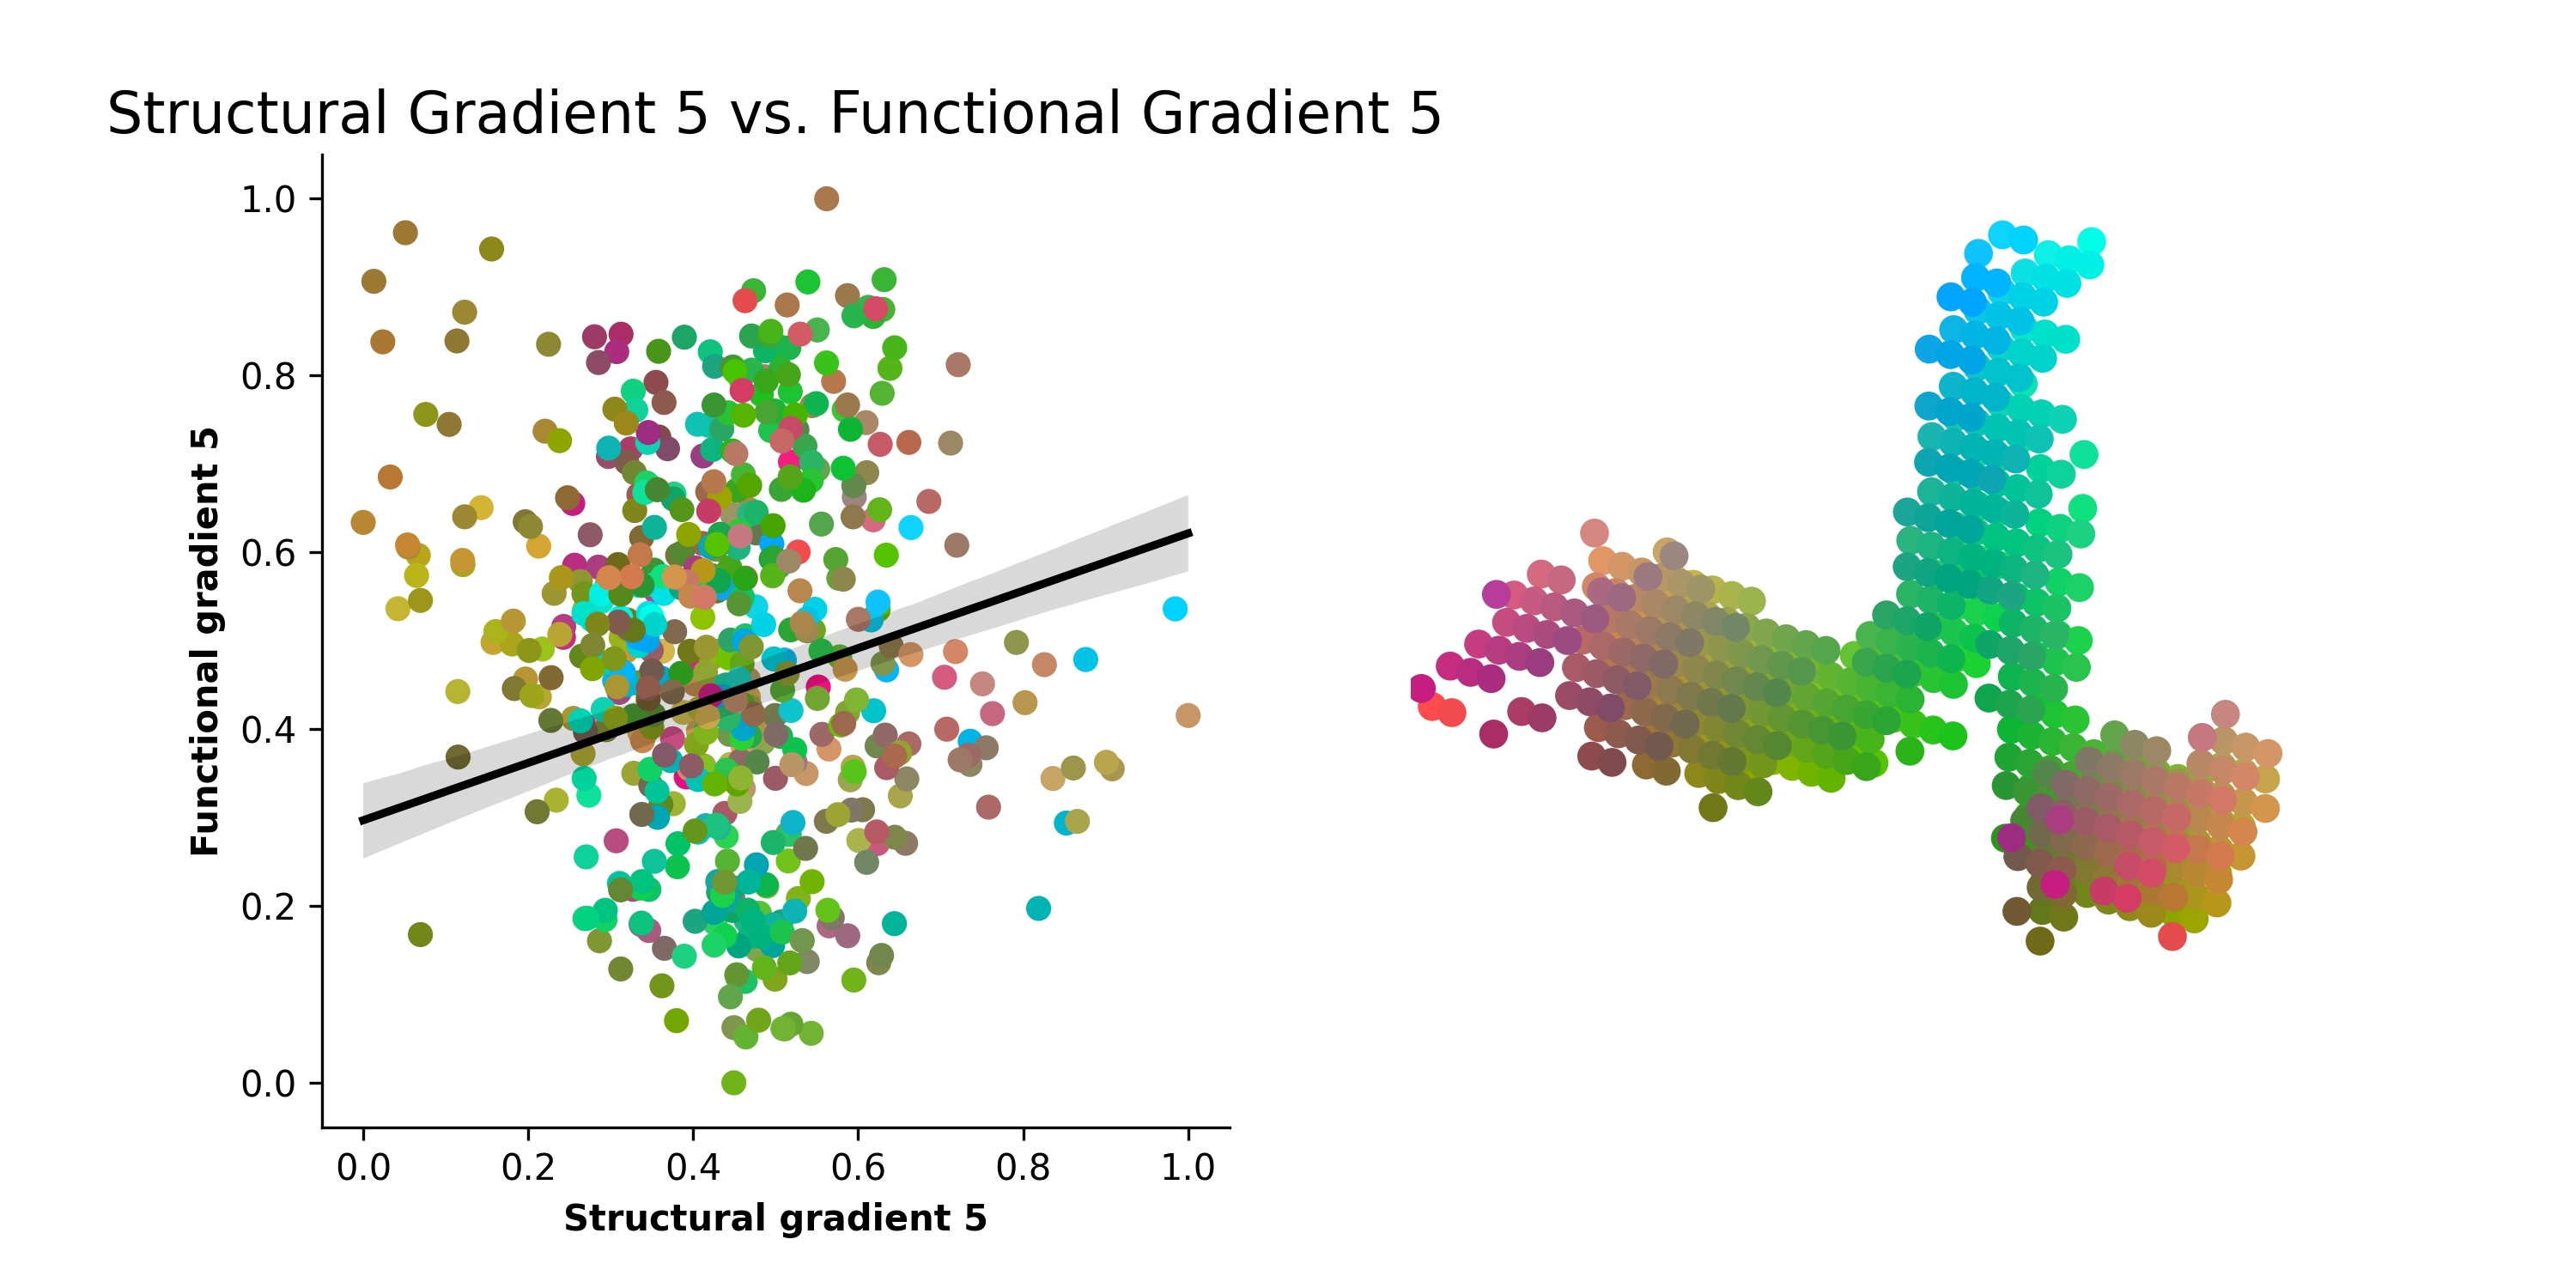 Structural Gradient 5 vs. Functional Gradient 5
1.0
0.8
0.6
0.4
0.2
0.0
Functional gradient 5
0.0 0.2 0.4 0.6 0.8 1.0
Structural gradient 5